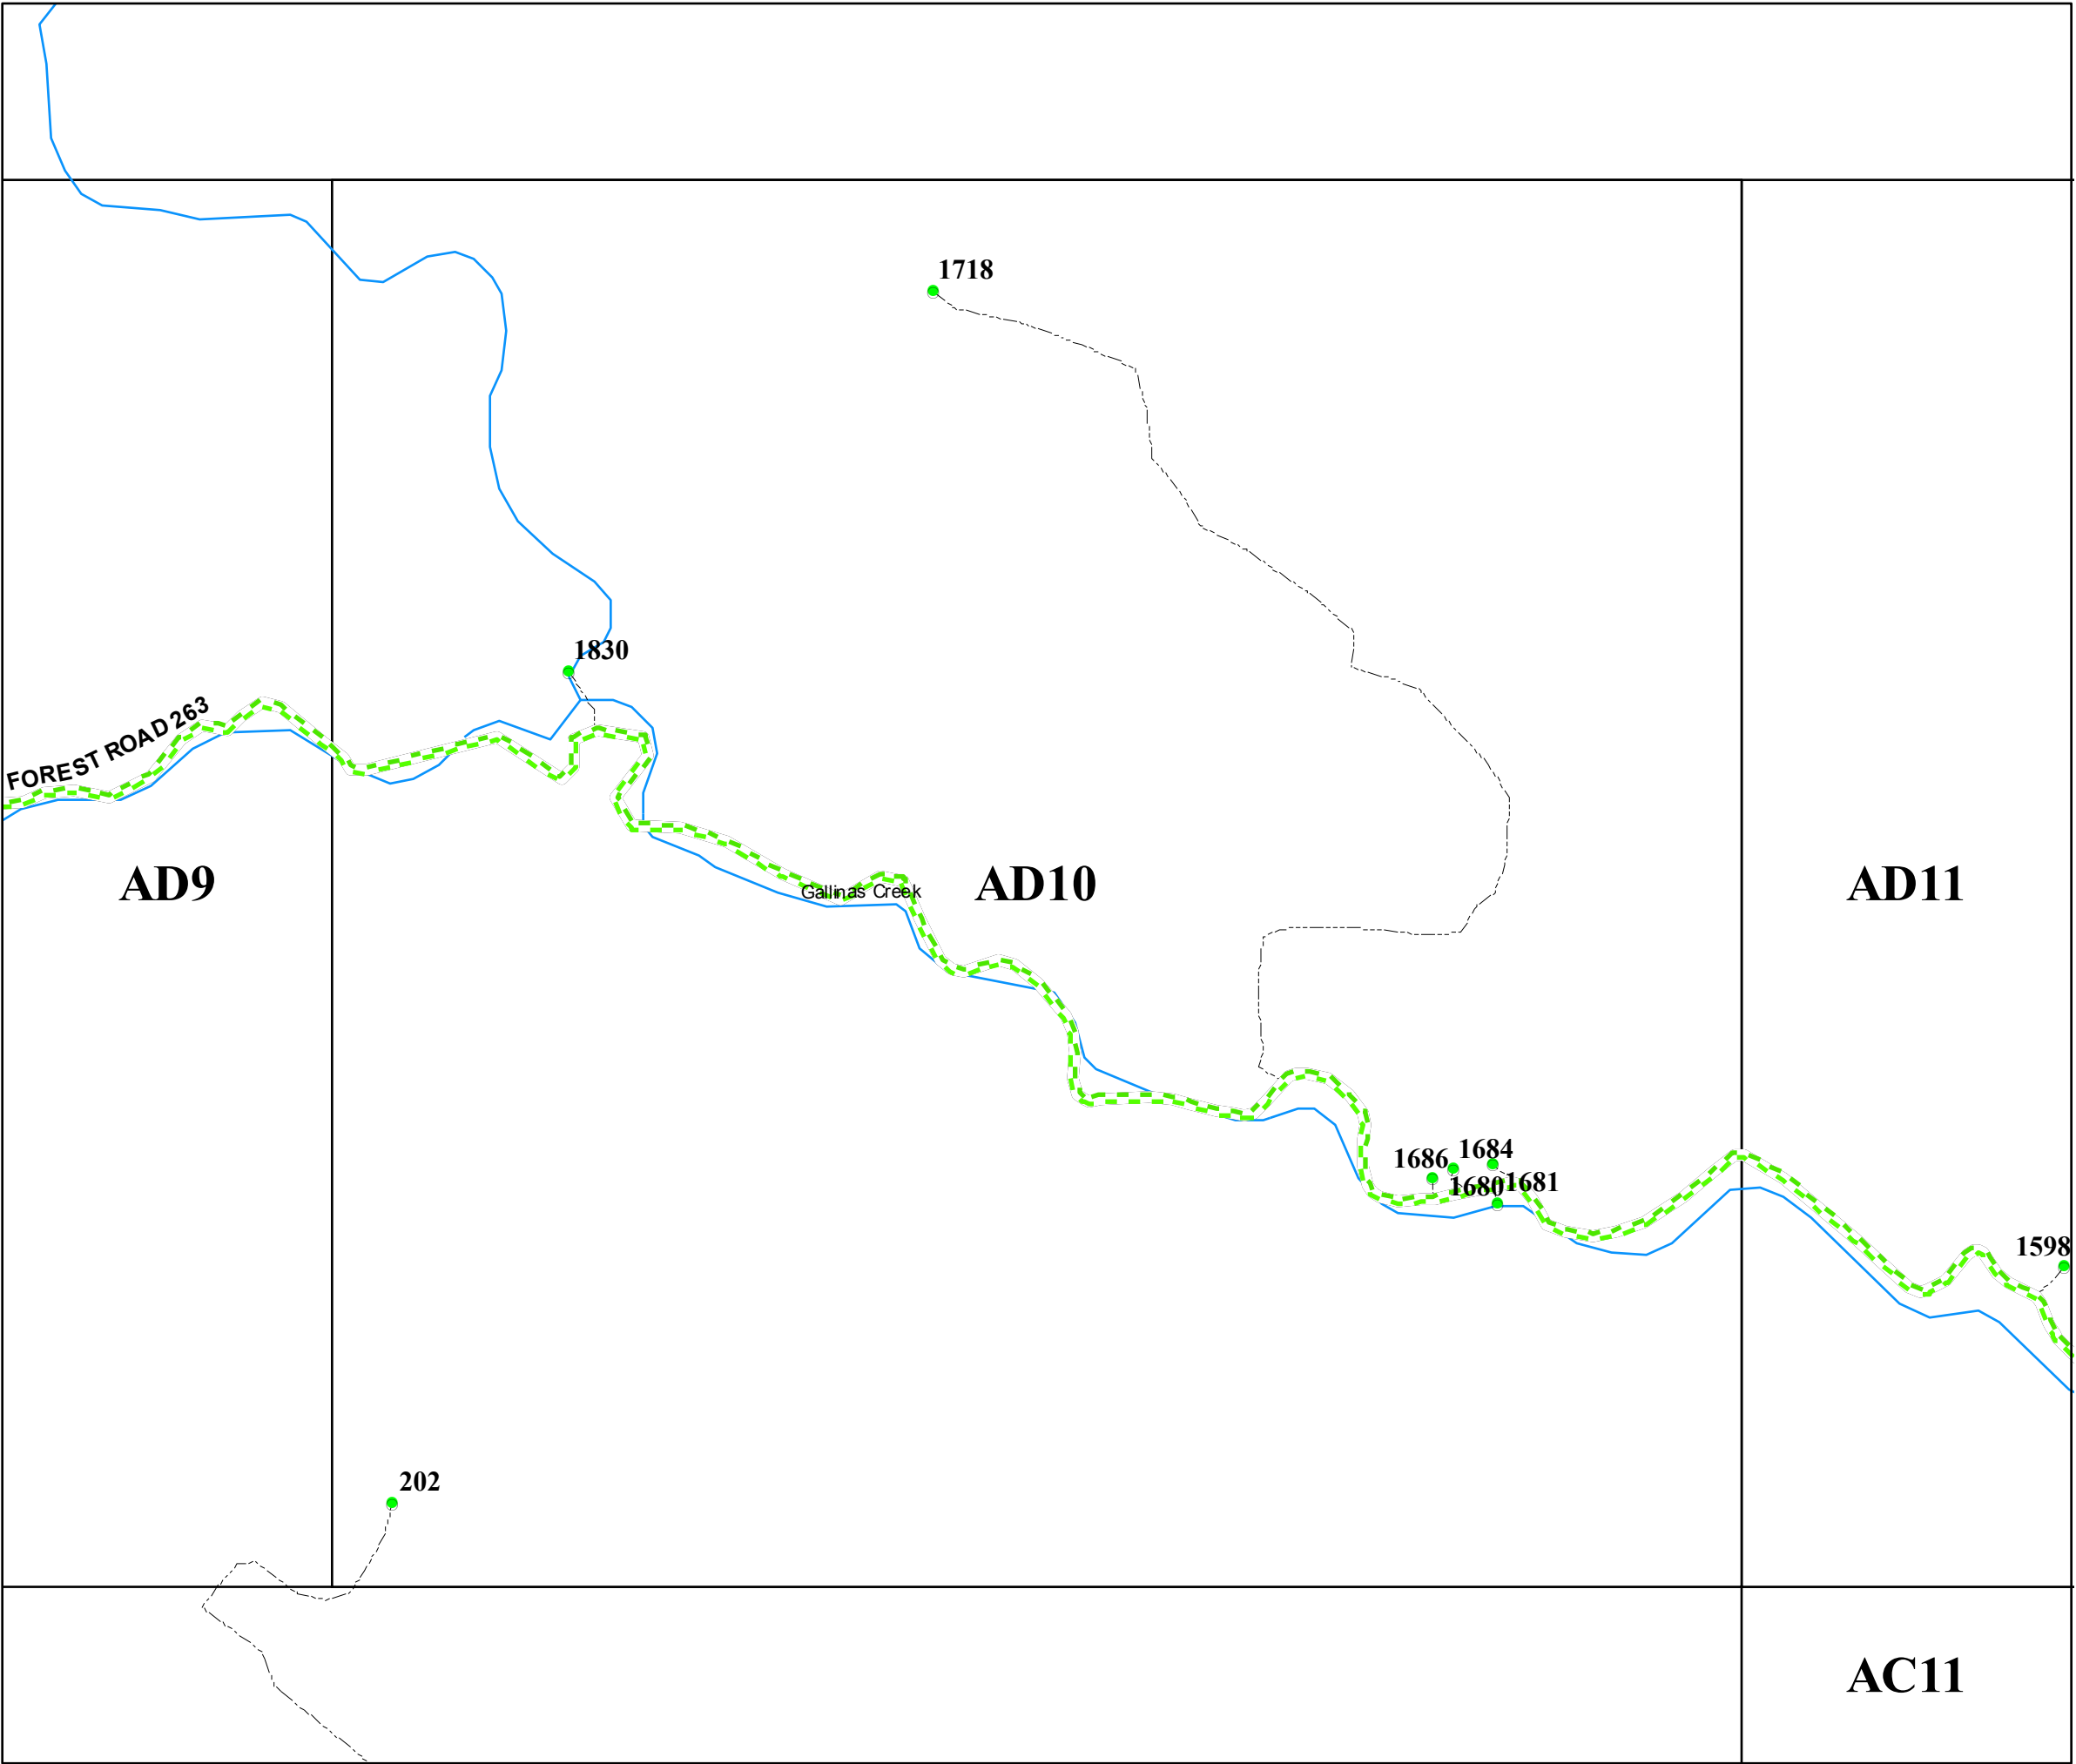 1718
1830
FOREST ROAD 263
AD9
Gallinas Creek
AD10
AD11
1686
1684
1680
1681
1598
202
AC11